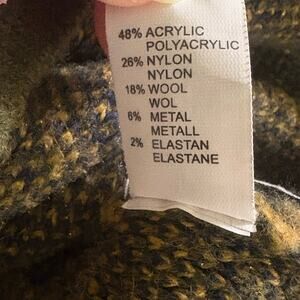 48% ACRYLIC
POLYACRYLIC
26% NYLON
NYLON
18% WOOL
WOL
6% METAL
METALL
2% ELASTAN
ELASTANE